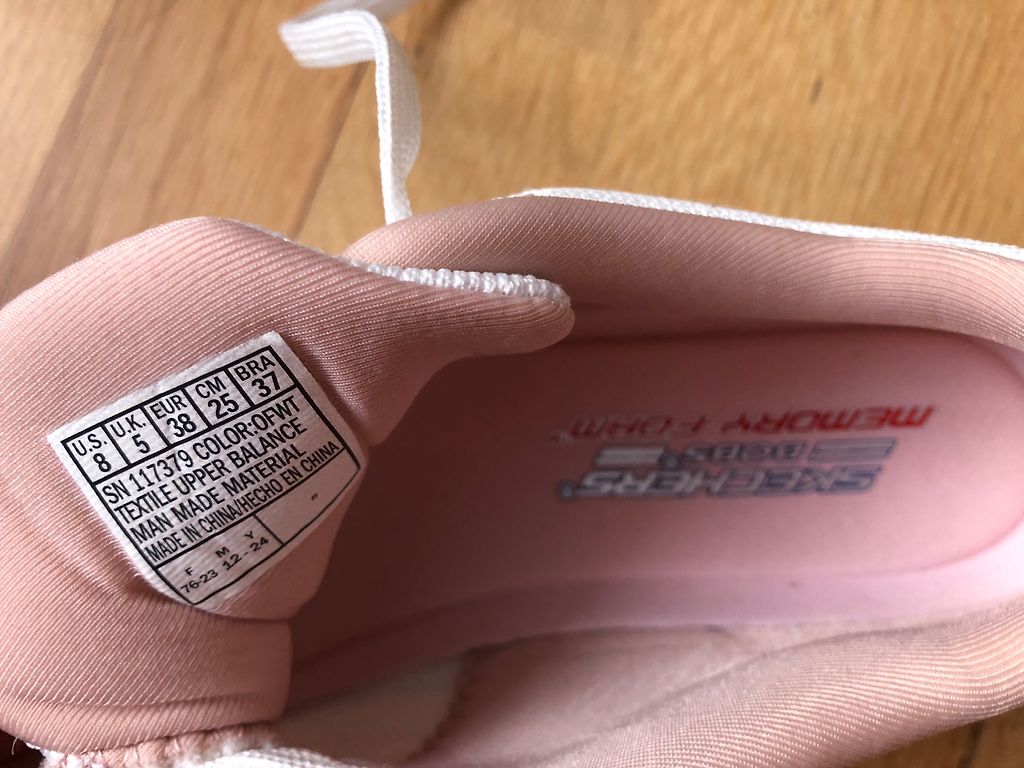 U.S. U.K. EUR CM BRA
8 5 38 25 37
SN 117379 COLOR-OFWT
TEXTILE UPPER BALANCE
MAN MADE MATERIAL
MADE IN CHINA/HECHO EN CHINA
F M Y
76-23 12-24
SKECHERS
BOBS
MEMORY FOAM